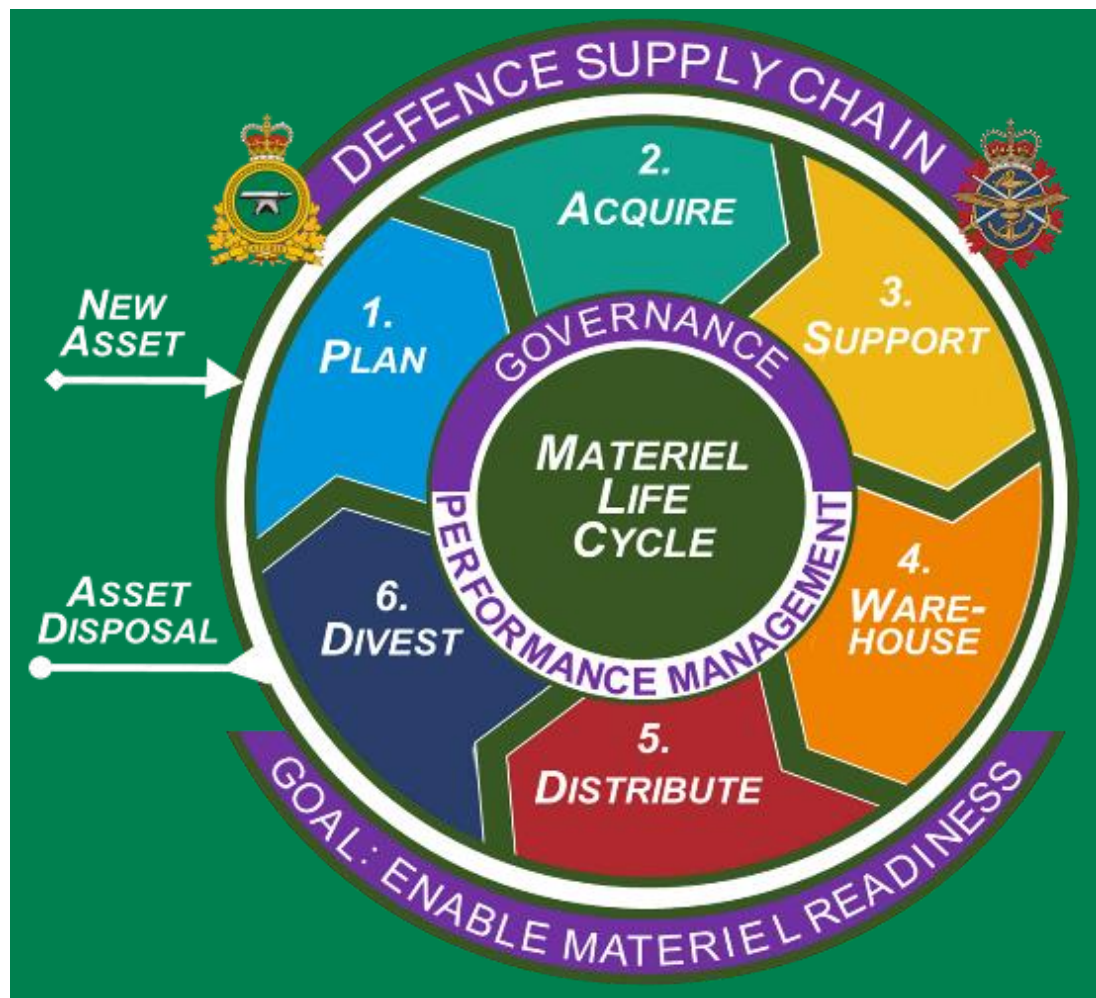 DEFENCE SUPPLY CHAIN
NEW
ASSET
1.
PLAN
2.
ACQUIRE
3.
SUPPORT
4.
WARE-
HOUSE
5.
DISTRIBUTE
6.
DIVEST
ASSET
DISPOSAL
GOVERNANCE
MATERIEL
LIFE
CYCLE
PERFORMANCE MANAGEMENT
GOAL: ENABLE MATERIEL READINESS